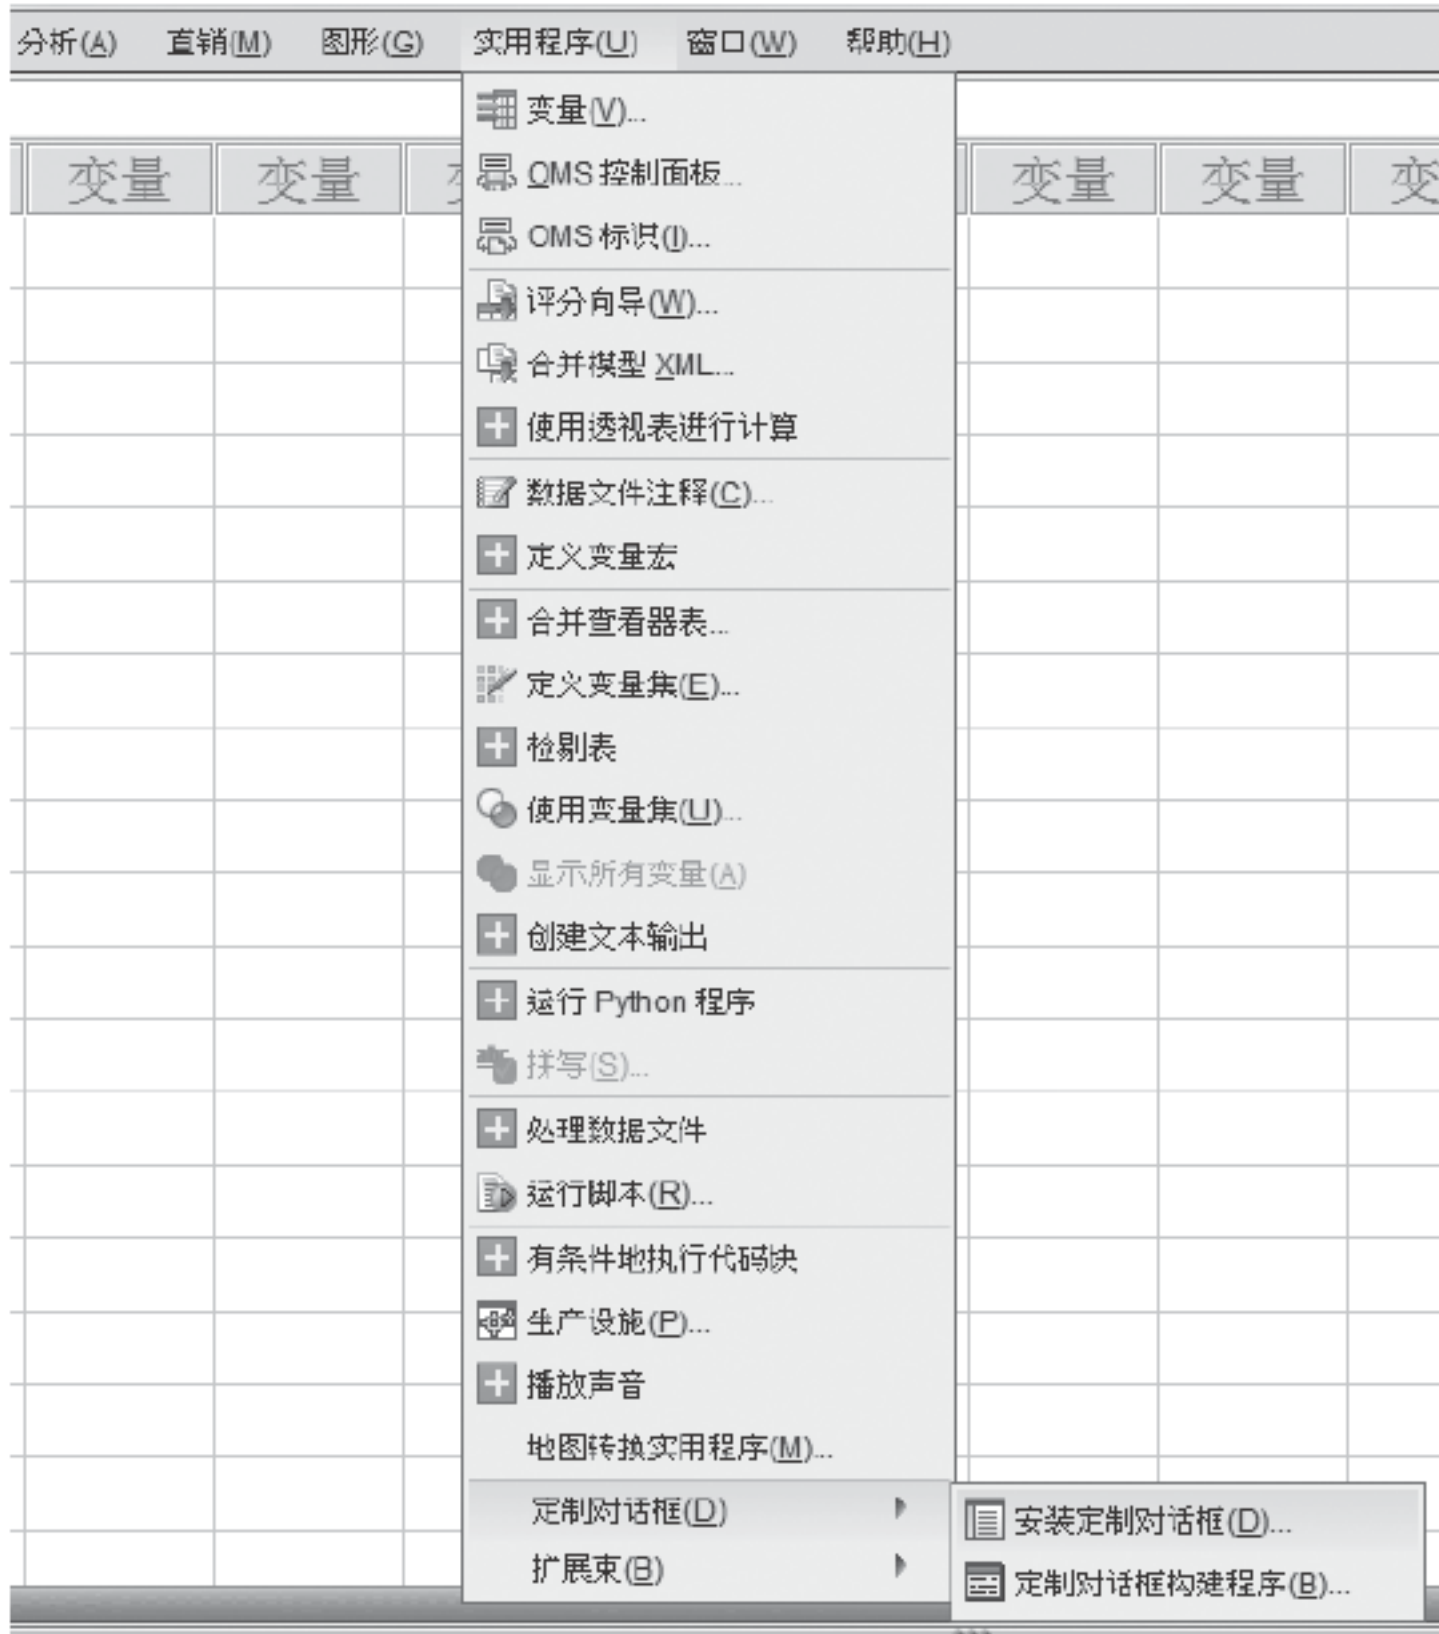 分析(A) 直销(M) 图形(G) 实用程序(U) 窗口(W) 帮助(H)
变量 变量 变量 变量
变量(V)...
OMS 控制面板...
OMS 标识(I)...
评分向导(W)...
合并模型 XML...
使用透视表进行计算
数据文件注释(C)...
定义变量宏
合并查看器表...
定义变量集(E)...
检剔表
使用变量集(U)...
显示所有变量(A)
创建文本输出
运行 Python 程序
拼写(S)...
处理数据文件
运行脚本(R)...
有条件地执行代码块
生产设施(P)...
播放声音
地图转换实用程序(M)...
定制对话框(D)
安装定制对话框(D)...
扩展束(B)
定制对话框构建程序(B)...